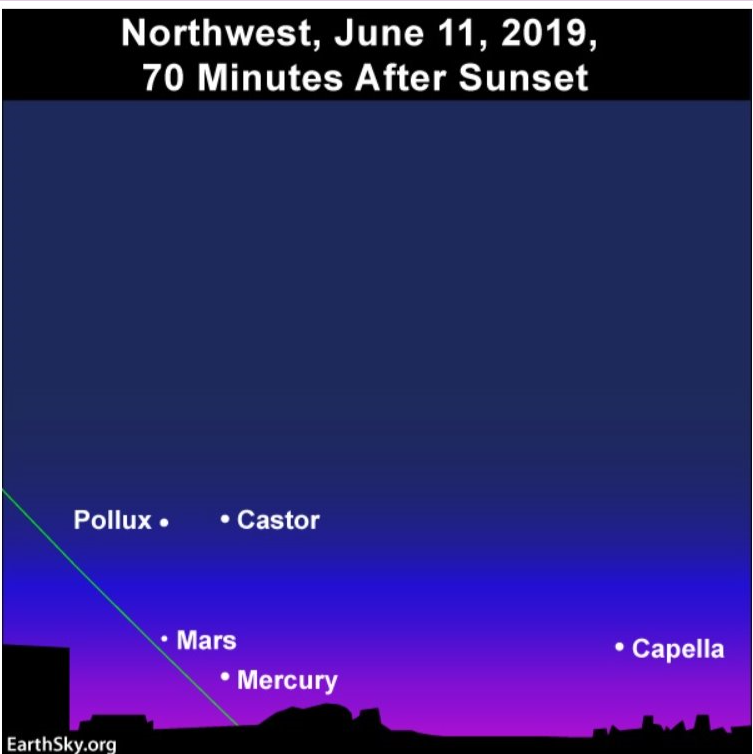 Northwest, June 11, 2019,
70 Minutes After Sunset
Pollux
Castor
Mars
Capella
Mercury
EarthSky.org